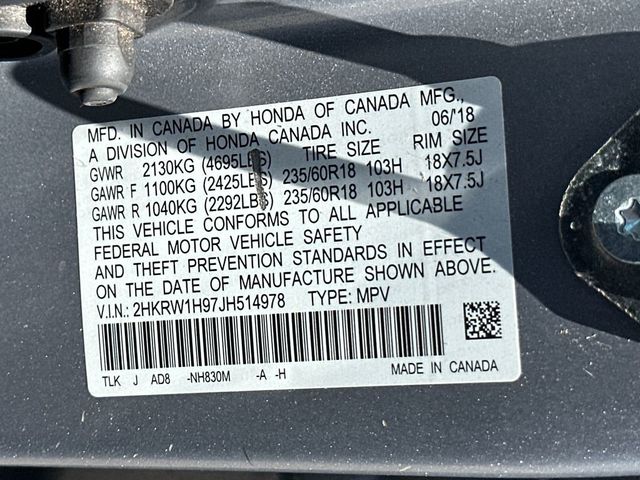 MFD. IN CANADA BY HONDA OF CANADA MFG., 06/'18
A DIVISION OF HONDA CANADA INC.
GVWR 2130KG (4695LBS) TIRE SIZE RIM SIZE
GAWR F 1100KG (2425LBS) 235/60R18 103H 18X7.5J
GAWR R 1040KG (2292LBS) 235/60R18 103H 18X7.5J
THIS VEHICLE CONFORMS TO ALL APPLICABLE
FEDERAL MOTOR VEHICLE SAFETY
AND THEFT PREVENTION STANDARDS IN EFFECT
ON THE DATE OF MANUFACTURE SHOWN ABOVE.
V.I.N.: 2HKRW1H97JH514978 TYPE: MPV
TLK J AD8 -NH830M -A -H MADE IN CANADA